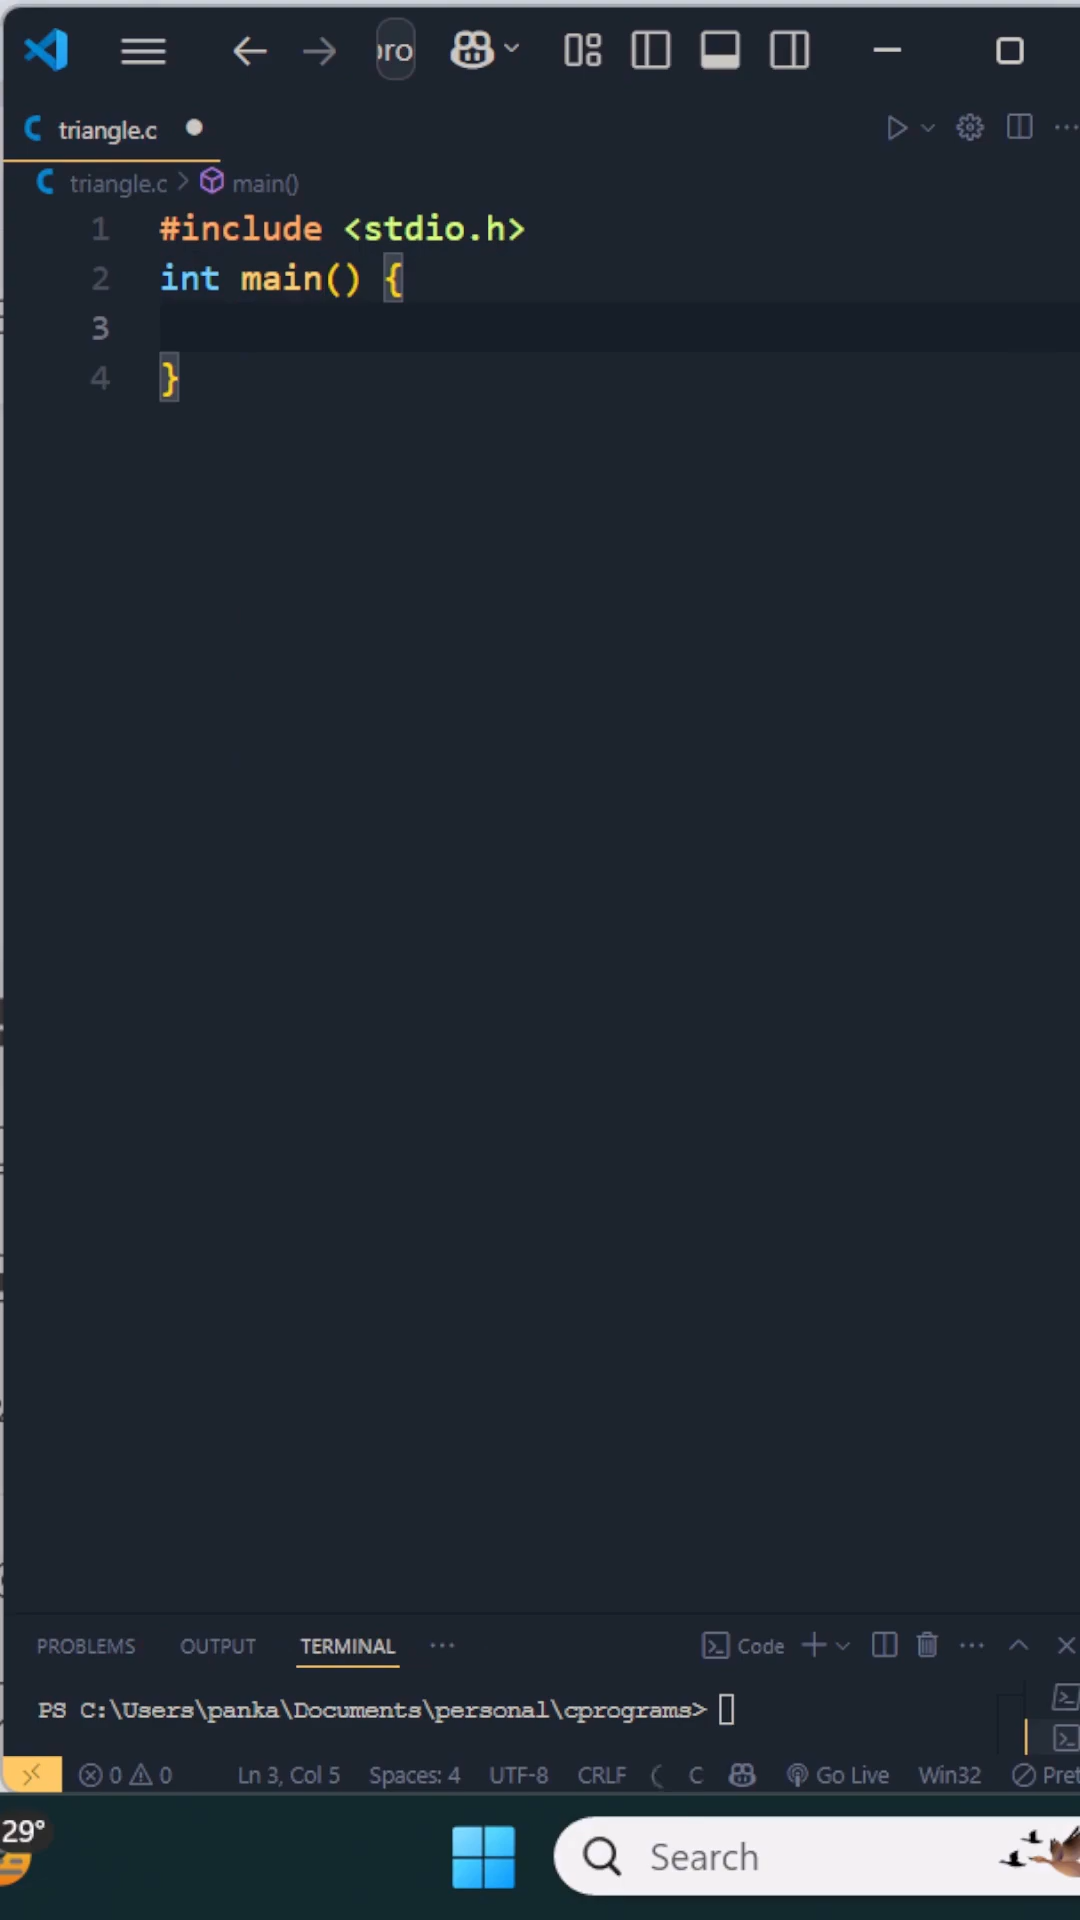 pro
triangle.c
triangle.c > main()
1 #include <stdio.h>
2 int main() {
3
4 }
PROBLEMS OUTPUT TERMINAL ...
Code
PS C:\Users\panka\Documents\personal\cprograms>
0 0 Ln 3, Col 5 Spaces: 4 UTF-8 CRLF C Go Live Win32 Pret
29°
Search